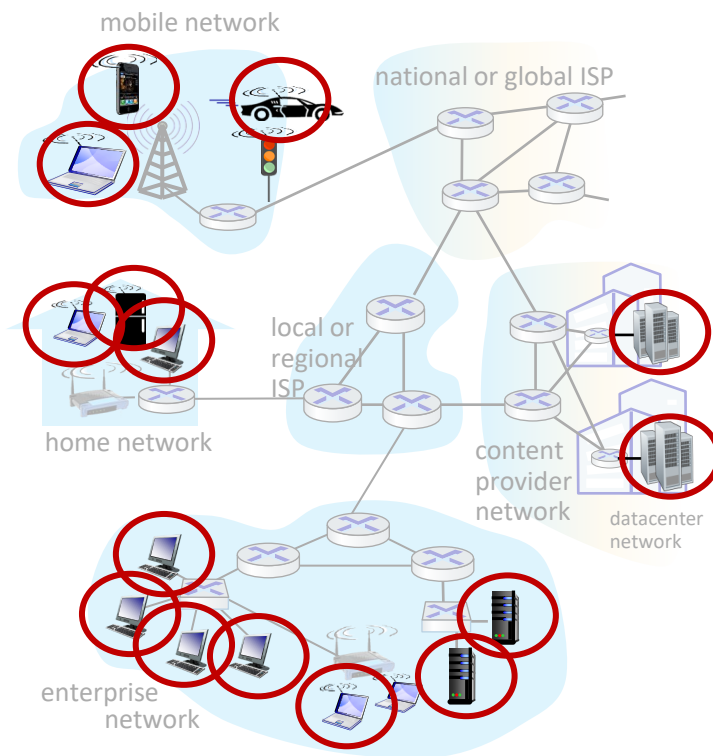 mobile network
national or global ISP
local or
regional
ISP
home network
content
provider
network
datacenter
network
enterprise
network